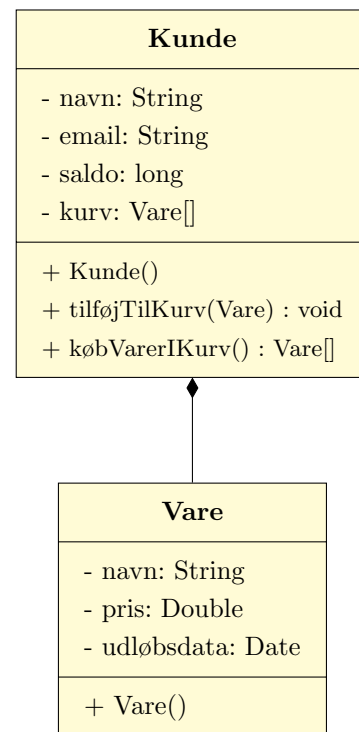 Kunde
- navn: String
- email: String
- saldo: long
- kurv: Vare[]
+ Kunde()
+ tilføjTilKurv(Vare) : void
+ købVarerIKurv() : Vare[]
Vare
- navn: String
- pris: Double
- udløbsdata: Date
+ Vare()